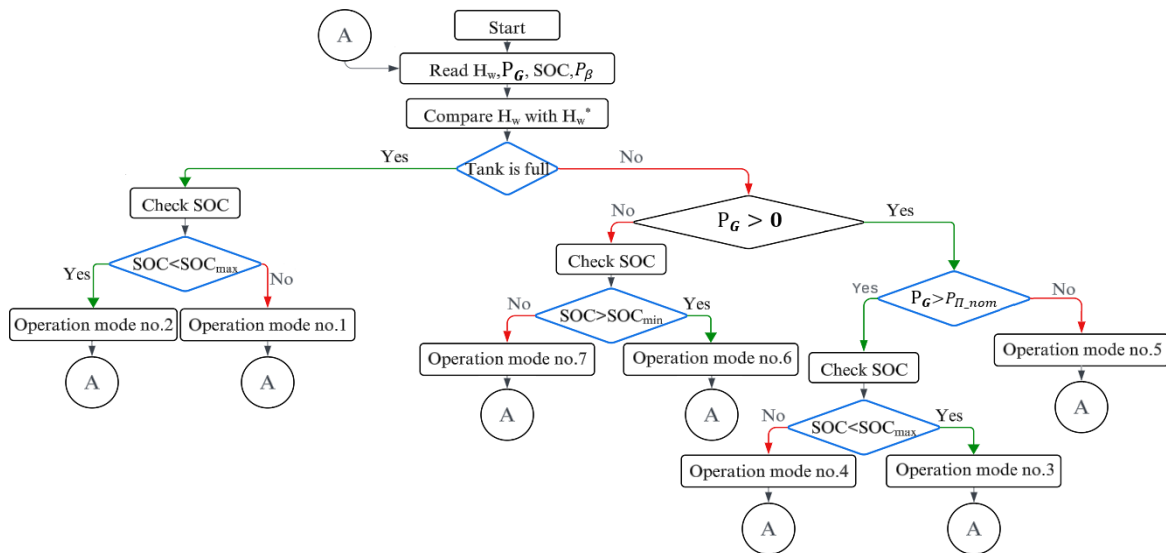 A
Start
Read H_w, P_G, SOC, P_β
Compare H_w with H_w*
Yes
Tank is full
No
Check SOC
No
P_G > 0
Yes
Check SOC
Yes
SOC<SOC_max
No
Yes
P_G>P_Π_nom
No
Operation mode no.2
Operation mode no.1
No
SOC>SOC_min
Yes
Operation mode no.7
Operation mode no.6
Operation mode no.5
A
A
Check SOC
A
A
A
No
SOC<SOC_max
Yes
Operation mode no.4
Operation mode no.3
A
A